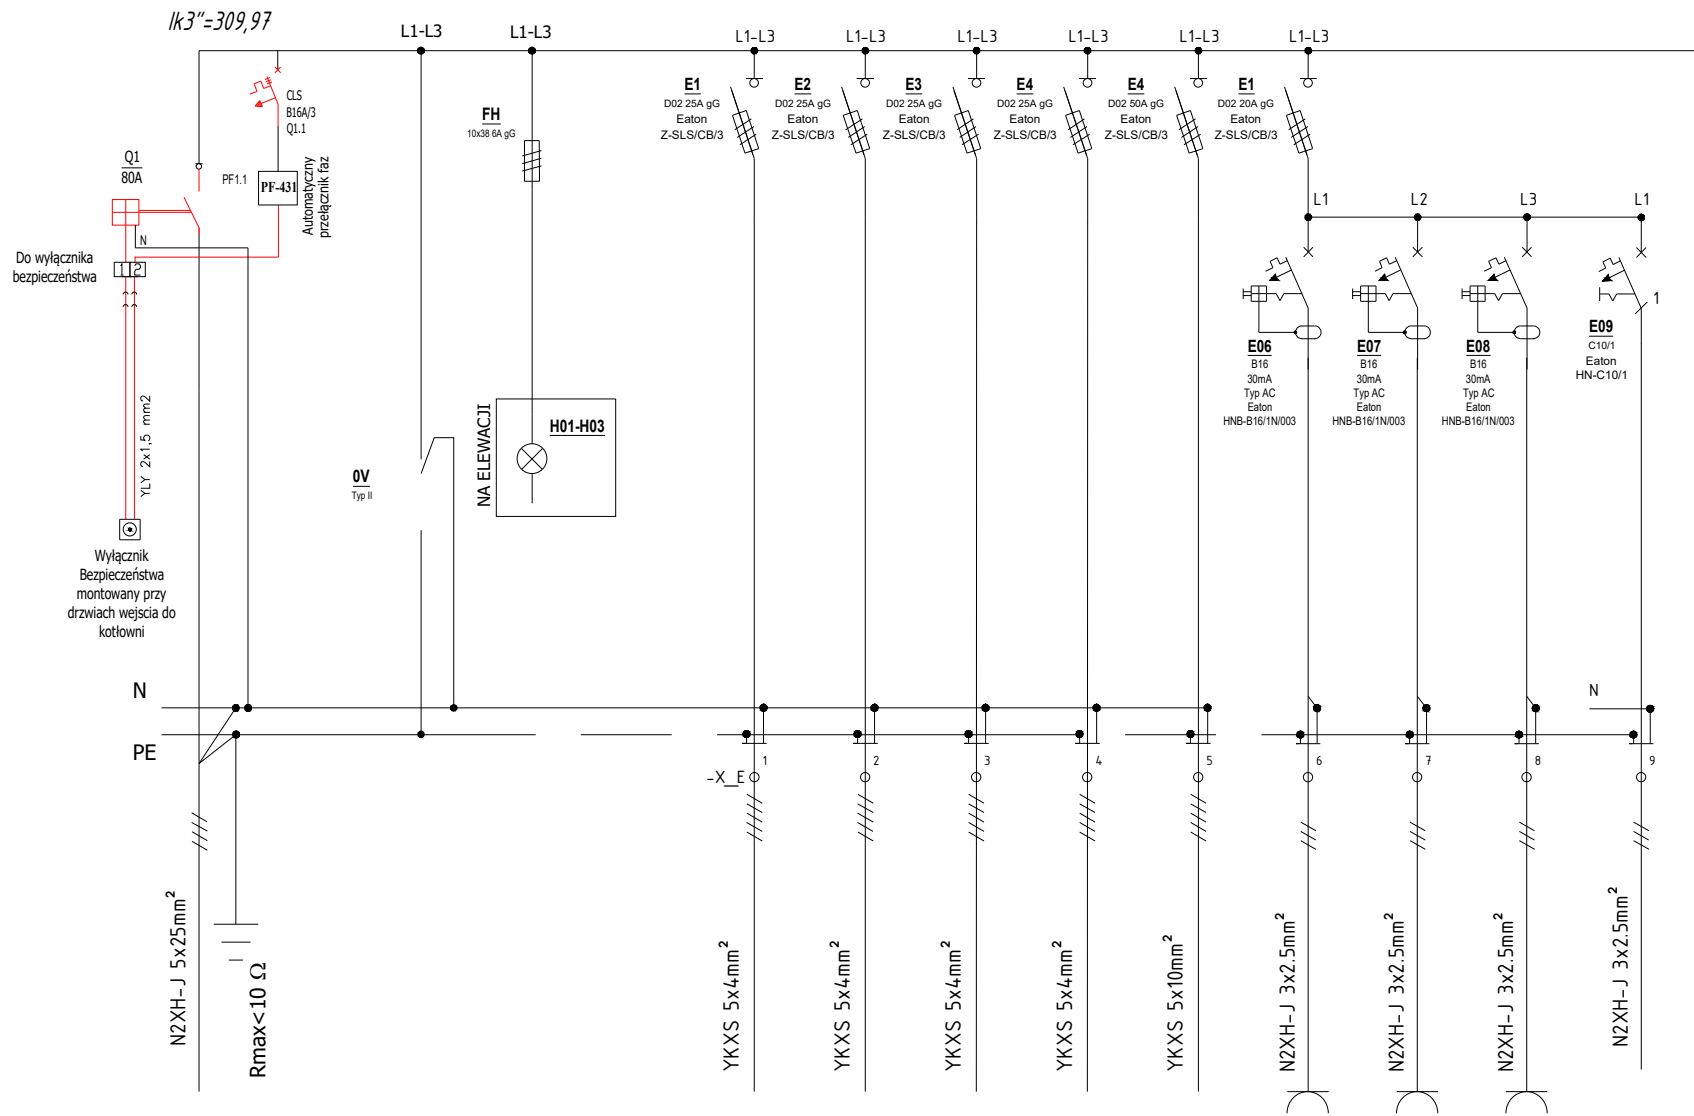 Ik3"=309,97
L1-L3
L1-L3
L1-L3
L1-L3
L1-L3
L1-L3
L1-L3
L1-L3
CLS
B16A/3
Q1.1
Q1
80A
PF1.1
PF-431
Automatyczny
przełącznik faz
N
Do wyłącznika
bezpieczeństwa
1 2
YLY 2x1,5 mm2
Wyłącznik
Bezpieczeństwa
montowany przy
drzwiach wejscia do
kotłowni
FH
10x38 6A gG
0V
Typ II
NA ELEWACJI
H01-H03
E1
D02 25A gG
Eaton
Z-SLS/CB/3
E2
D02 25A gG
Eaton
Z-SLS/CB/3
E3
D02 25A gG
Eaton
Z-SLS/CB/3
E4
D02 25A gG
Eaton
Z-SLS/CB/3
E4
D02 50A gG
Eaton
Z-SLS/CB/3
E1
D02 20A gG
Eaton
Z-SLS/CB/3
L1
L2
L3
L1
E06
B16
30mA
Typ AC
Eaton
HNB-B16/1N/003
E07
B16
30mA
Typ AC
Eaton
HNB-B16/1N/003
E08
B16
30mA
Typ AC
Eaton
HNB-B16/1N/003
1
E09
C10/1
Eaton
HN-C10/1
N
N
PE
-X_E
1
2
3
4
5
6
7
8
9
N2XH-J 5x25mm²
Rmax<10 Ω
YKXS 5x4mm²
YKXS 5x4mm²
YKXS 5x4mm²
YKXS 5x4mm²
YKXS 5x10mm²
N2XH-J 3x2.5mm²
N2XH-J 3x2.5mm²
N2XH-J 3x2.5mm²
N2XH-J 3x2.5mm²